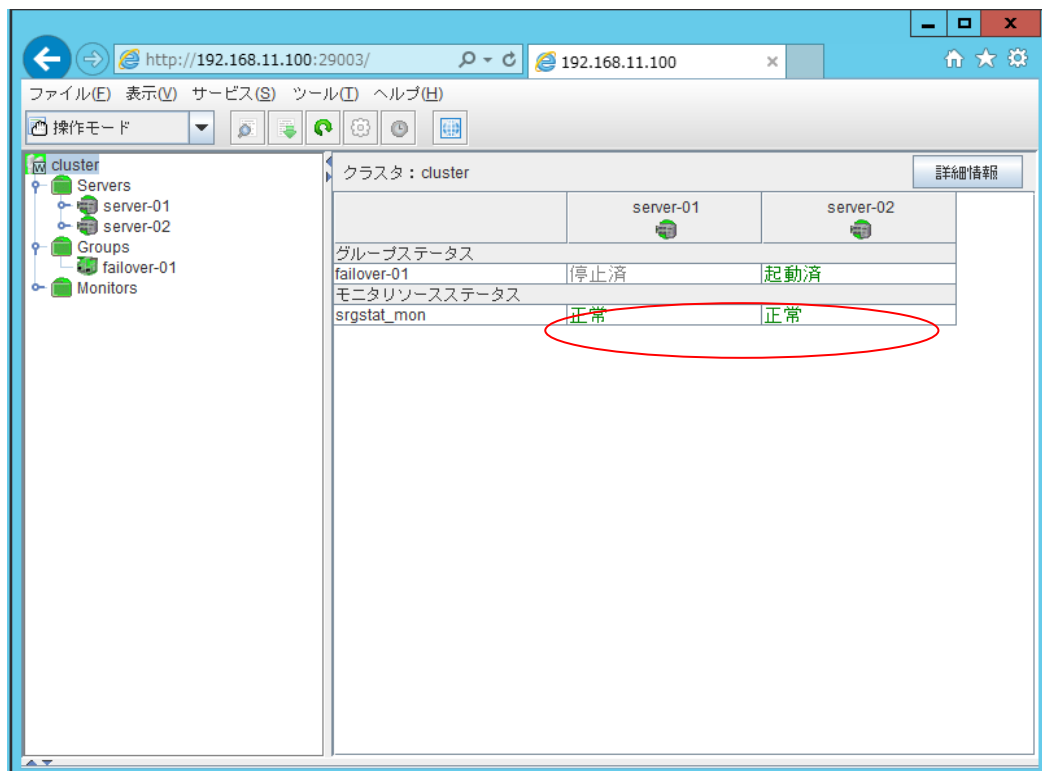 http://192.168.11.100:29003/
192.168.11.100
ファイル(F) 表示(V) サービス(S) ツール(T) ヘルプ(H)
操作モード
cluster
Servers
server-01
server-02
Groups
failover-01
Monitors
クラスタ : cluster
詳細情報
server-01 server-02
グループステータス
failover-01 停止済 起動済
モニタリソースステータス
srgstat_mon 正常 正常